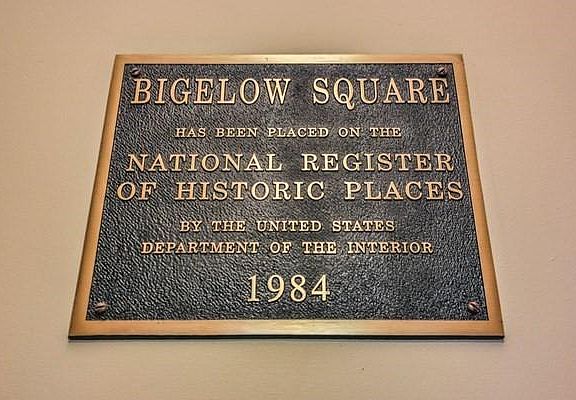 BIGELOW SQUARE
HAS BEEN PLACED ON THE
NATIONAL REGISTER
OF HISTORIC PLACES
BY THE UNITED STATES
DEPARTMENT OF THE INTERIOR
1984